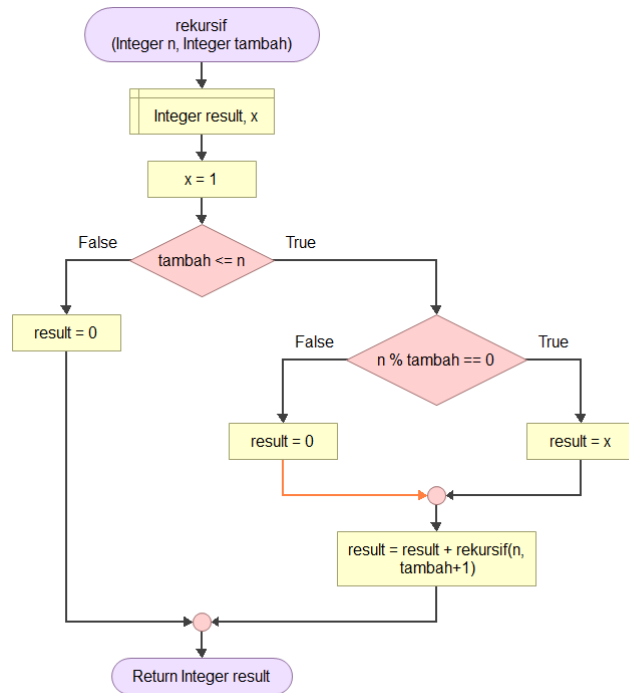 rekursif
(Integer n, Integer tambah)
Integer result, x
x = 1
False
True
tambah <= n
result = 0
False
True
n % tambah == 0
result = 0
result = x
result = result + rekursif(n,
tambah+1)
Return Integer result